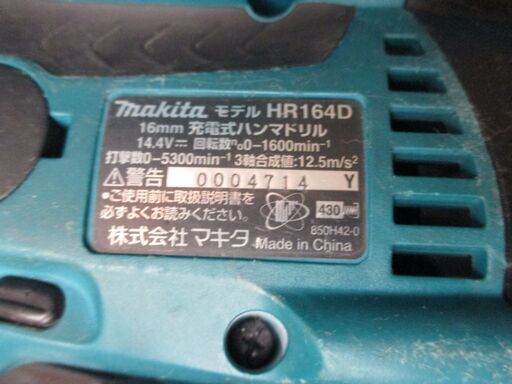 makita モデル HR164D
16mm 充電式ハンマドリル
14.4V⎓ 回転数n₀0-1600min⁻¹
打撃数0-5300min⁻¹ 3軸合成値:12.5m/s²
⚠警告 0004714 Y
•ご使用前に取扱説明書を
必ずよくお読みください。
430
850H42-0
株式会社 マキタ Made in China